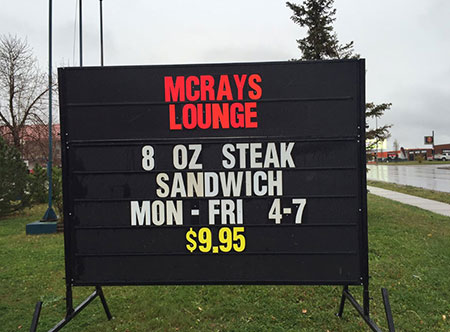 MCRAYS
LOUNGE
8 OZ STEAK
SANDWICH
MON - FRI 4-7
$9.95